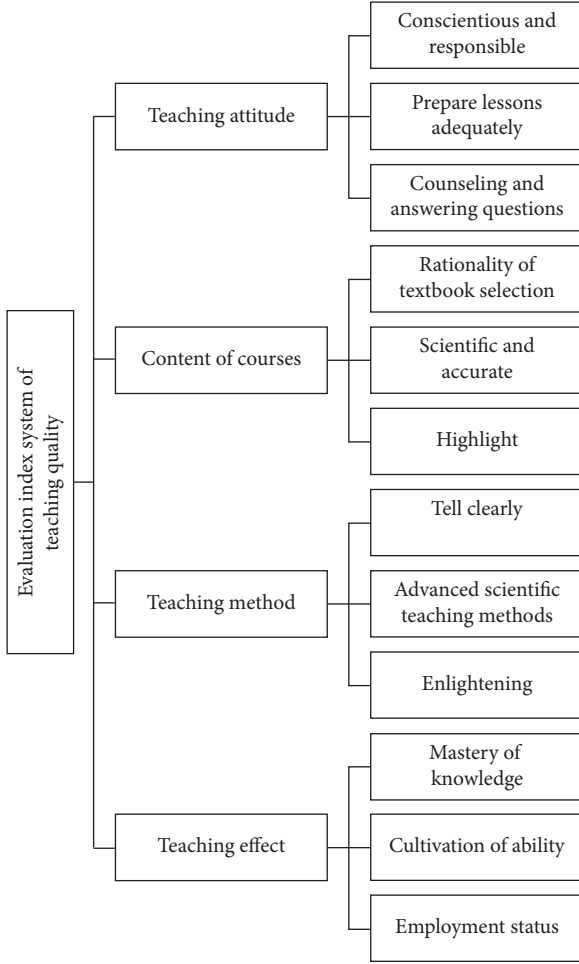 Evaluation index system of
teaching quality
Teaching attitude
Conscientious and
responsible
Prepare lessons
adequately
Counseling and
answering questions
Content of courses
Rationality of
textbook selection
Scientific and
accurate
Highlight
Teaching method
Tell clearly
Advanced scientific
teaching methods
Enlightening
Teaching effect
Mastery of
knowledge
Cultivation of ability
Employment status